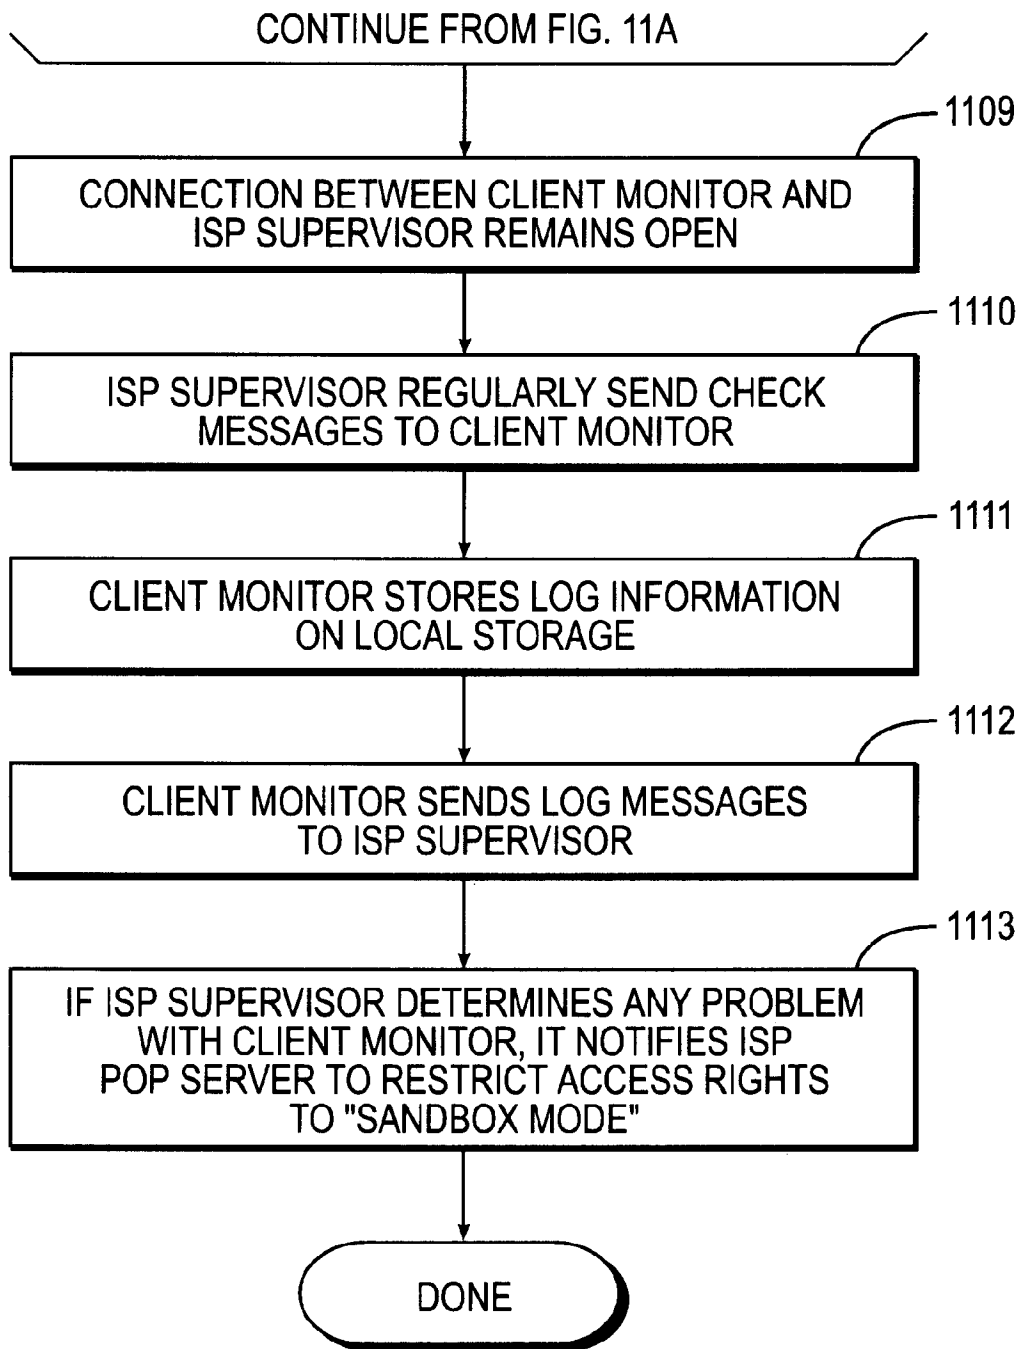 CONTINUE FROM FIG. 11A
1109
CONNECTION BETWEEN CLIENT MONITOR AND
ISP SUPERVISOR REMAINS OPEN
1110
ISP SUPERVISOR REGULARLY SEND CHECK
MESSAGES TO CLIENT MONITOR
1111
CLIENT MONITOR STORES LOG INFORMATION
ON LOCAL STORAGE
1112
CLIENT MONITOR SENDS LOG MESSAGES
TO ISP SUPERVISOR
1113
IF ISP SUPERVISOR DETERMINES ANY PROBLEM
WITH CLIENT MONITOR, IT NOTIFIES ISP
POP SERVER TO RESTRICT ACCESS RIGHTS
TO "SANDBOX MODE"
DONE